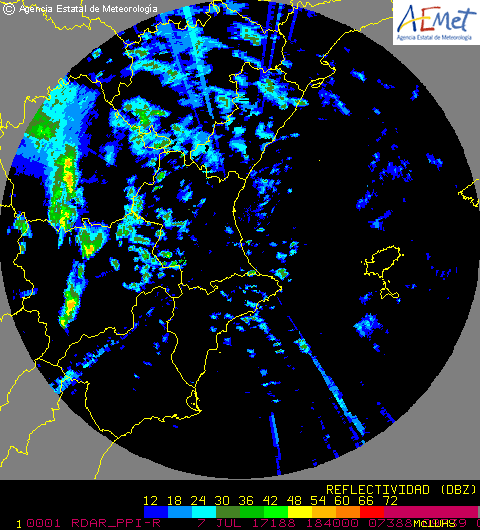 © Agencia Estatal de Meteorología
AEMet
Agencia Estatal de Meteorología
REFLECTIVIDAD (DBZ)
12 18 24 30 36 42 48 54 60 66 72
1 0001 RDAR_PPI-R 7 JUL 17188 184000 07388
McIDAS